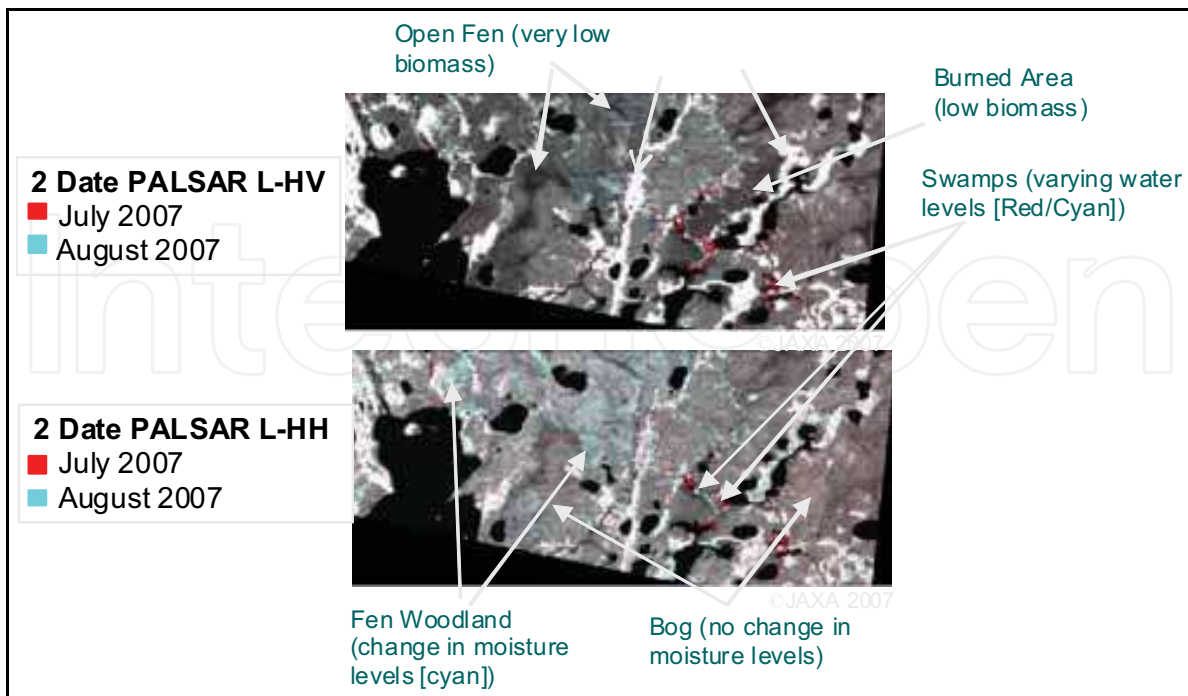 Open Fen (very low
biomass)
Burned Area
(low biomass)
Swamps (varying water
levels [Red/Cyan])
2 Date PALSAR L-HV
July 2007
August 2007
©JAXA 2007
2 Date PALSAR L-HH
July 2007
August 2007
©JAXA 2007
Fen Woodland
(change in moisture
levels [cyan])
Bog (no change in
moisture levels)
IntechOpen